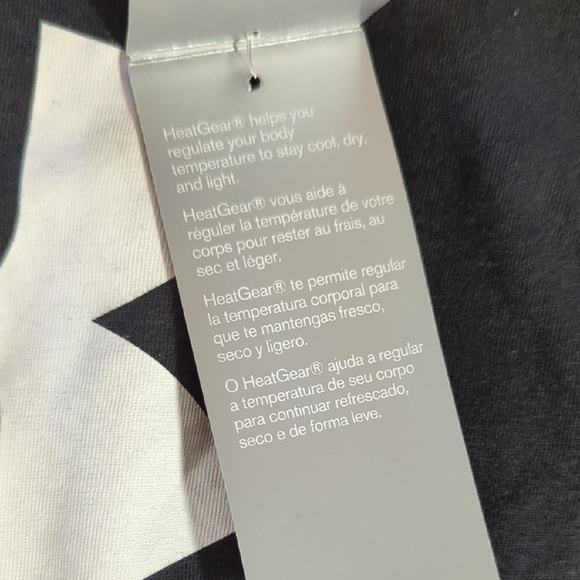 HeatGear® helps you
regulate your body
temperature to stay cool, dry,
and light.
HeatGear® vous aide à
réguler la température de votre
corps pour rester au frais, au
sec et léger.
HeatGear® te permite regular
la temperatura corporal para
que te mantengas fresco,
seco y ligero.
O HeatGear® ajuda a regular
a temperatura de seu corpo
para continuar refrescado,
seco e de forma leve.